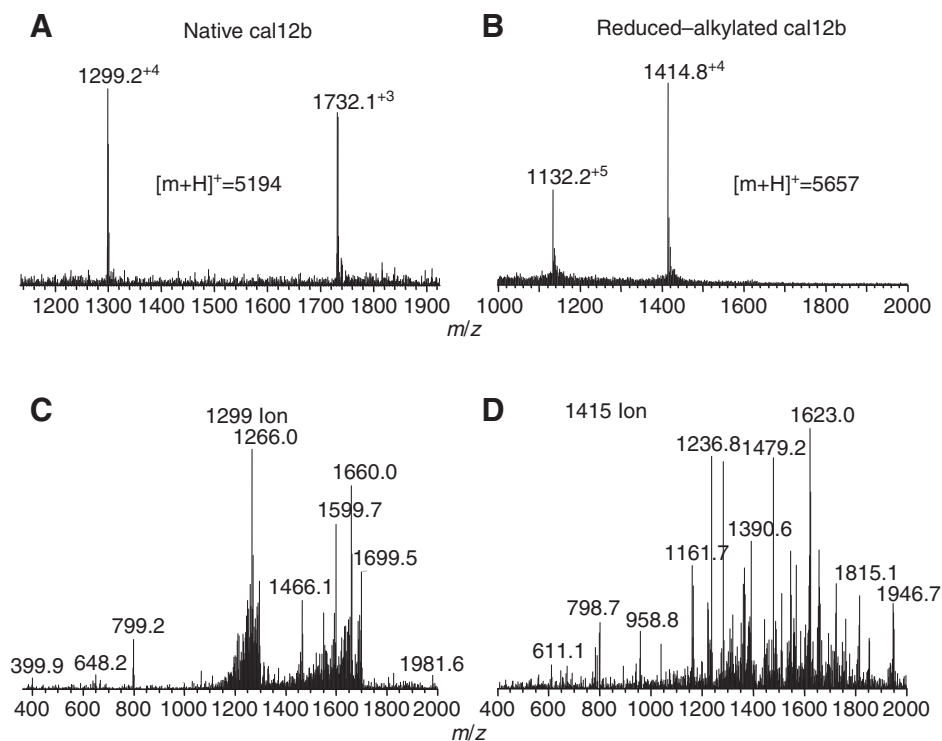 A
Native cal12b
1299.2+4
1732.1+3
[m+H]+=5194
1200 1300 1400 1500 1600 1700 1800 1900
B
Reduced–alkylated cal12b
1414.8+4
1132.2+5
[m+H]+=5657
1000 1200 1400 1600 1800 2000
m/z
C
1299 Ion
1266.0
1660.0
1599.7
1699.5
1466.1
799.2
399.9 648.2
1981.6
400 600 800 1000 1200 1400 1600 1800 2000
D
1415 Ion
1623.0
1236.8 1479.2
1390.6
1161.7
1815.1
1946.7
798.7
958.8
611.1
400 600 800 1000 1200 1400 1600 1800 2000
m/z